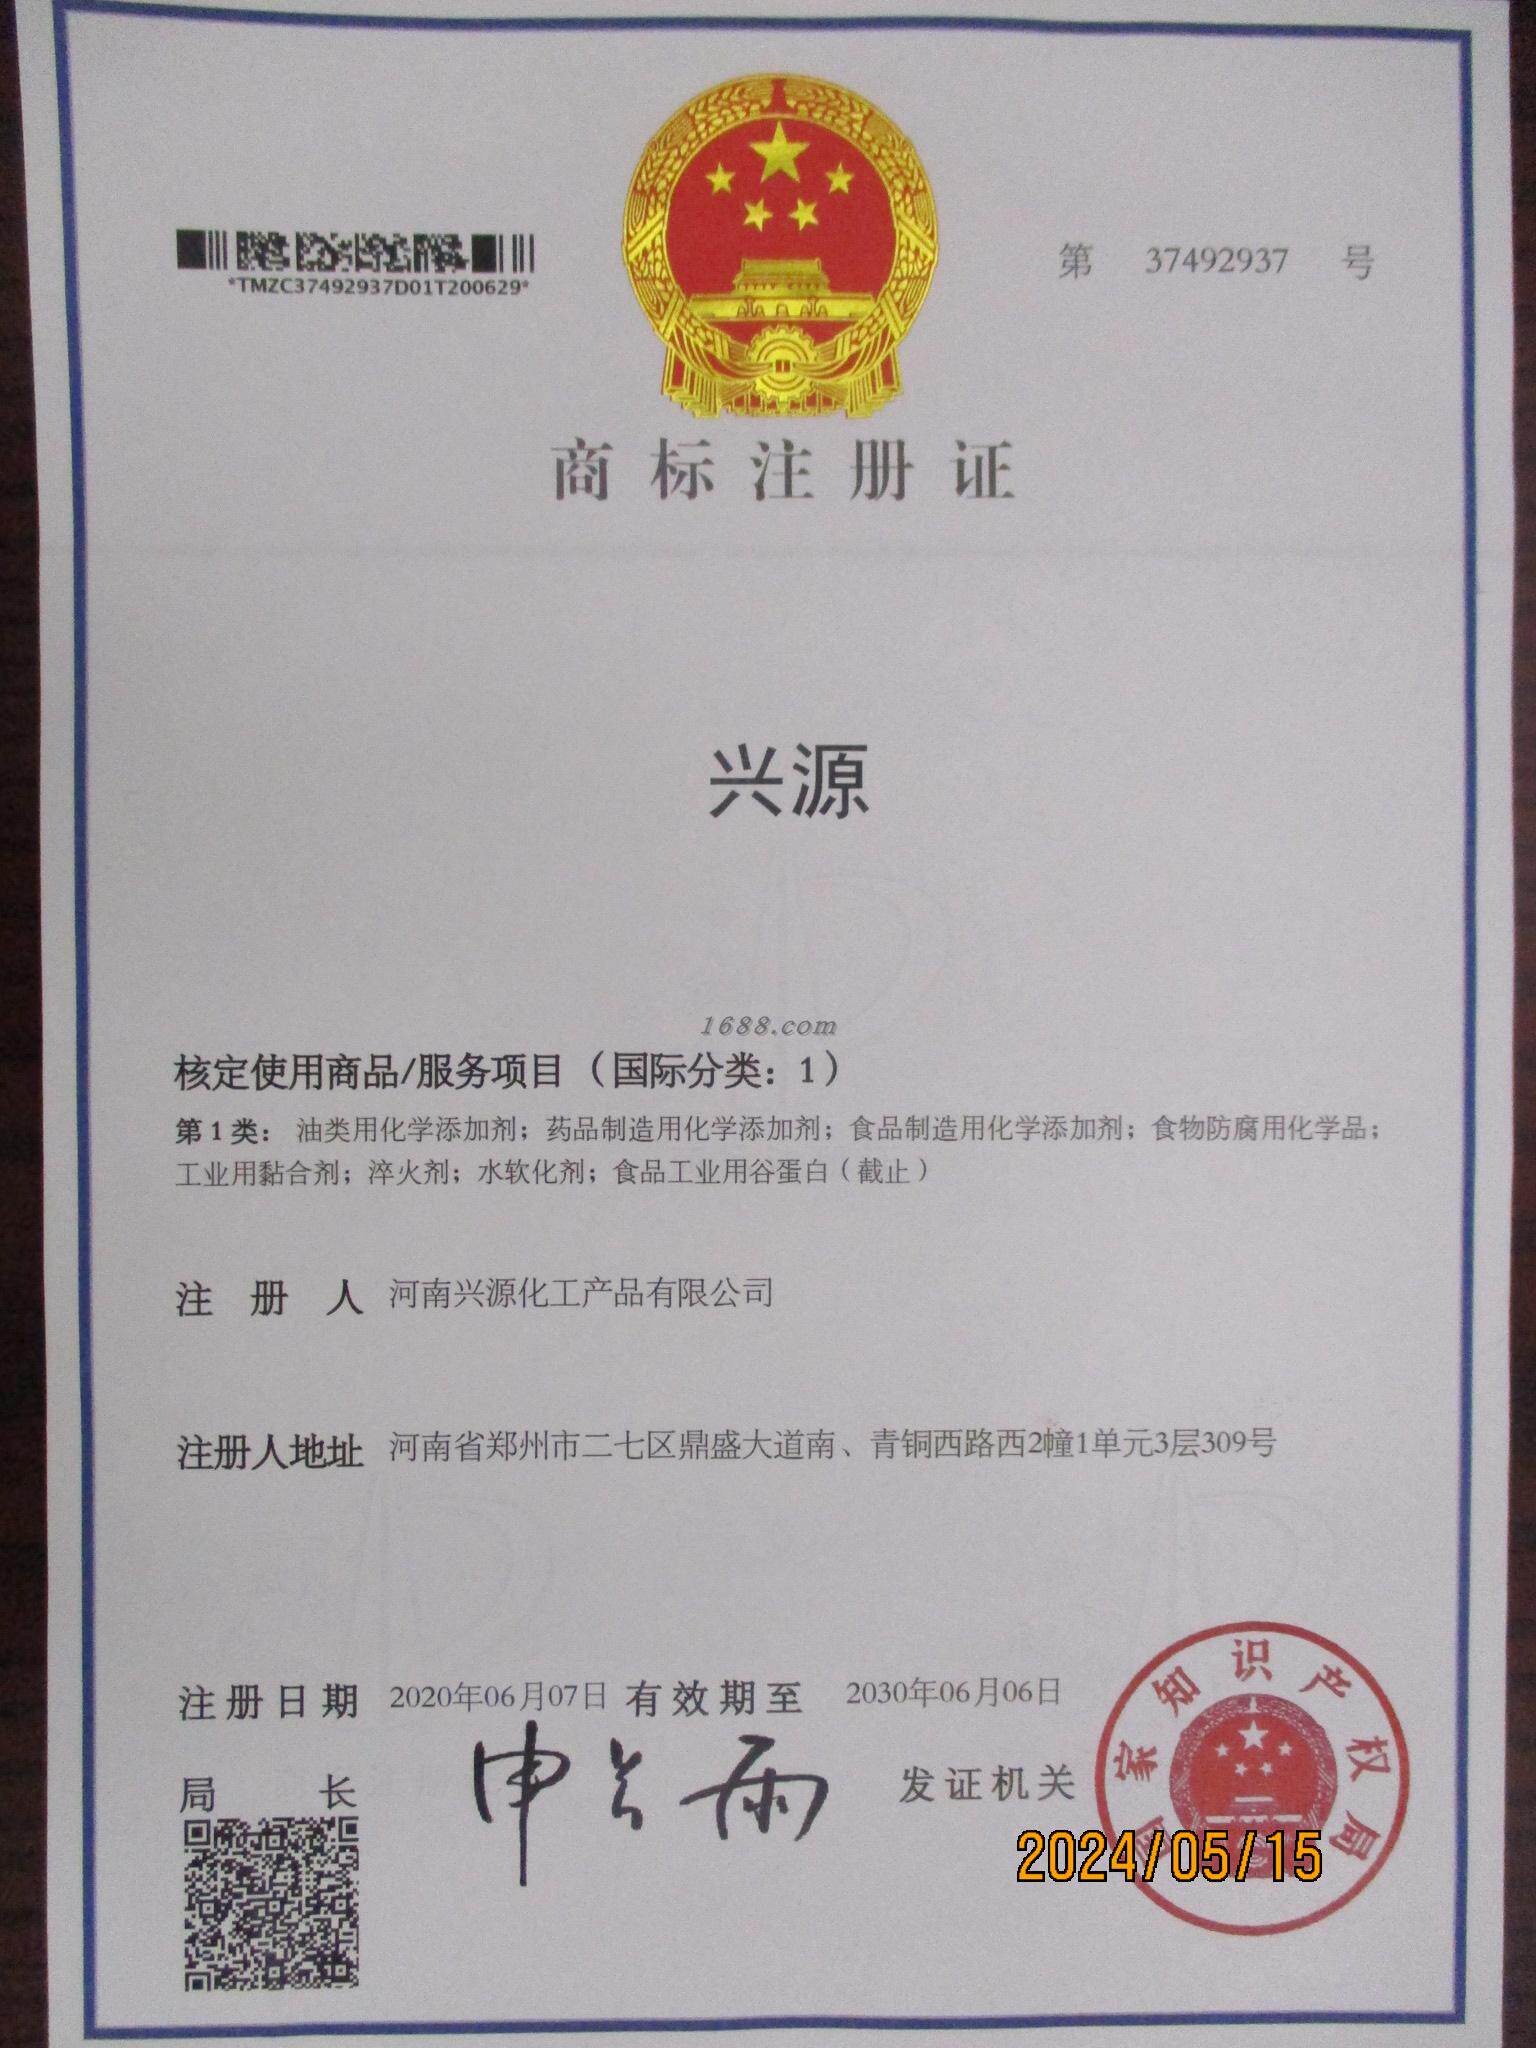 *TMZC37492937D01T200629*
第 37492937 号
商标注册证
兴源
1688.com
核定使用商品/服务项目（国际分类：1）
第1类： 油类用化学添加剂；药品制造用化学添加剂；食品制造用化学添加剂；食物防腐用化学品；
工业用黏合剂；淬火剂；水软化剂；食品工业用谷蛋白（截止）
注册人 河南兴源化工产品有限公司
注册人地址 河南省郑州市二七区鼎盛大道南、青铜西路西2幢1单元3层309号
注册日期 2020年06月07日 有效期至 2030年06月06日
局长 申长雨 发证机关
国家知识产权局
2024/05/15